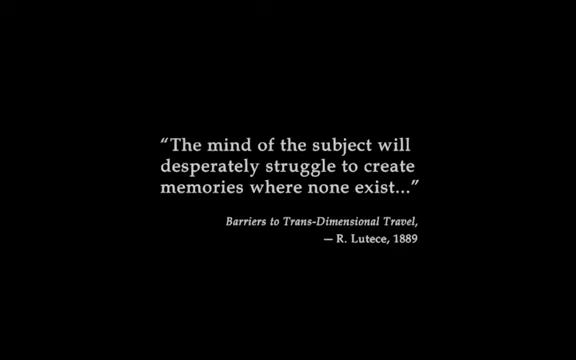 “The mind of the subject will
desperately struggle to create
memories where none exist...”
Barriers to Trans-Dimensional Travel,
— R. Lutece, 1889